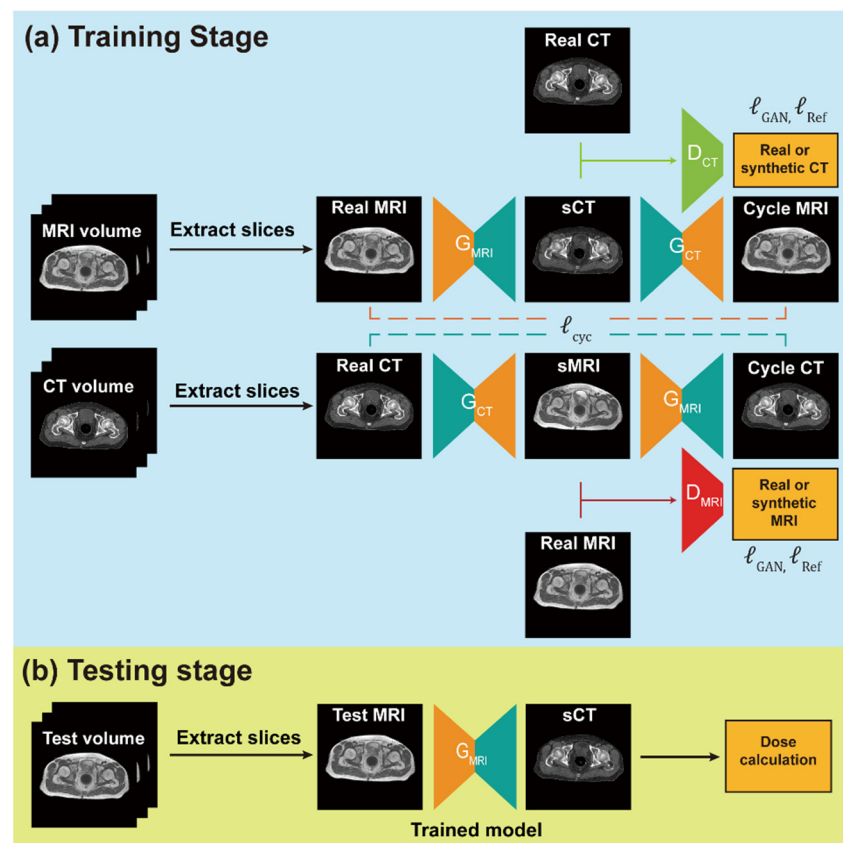 (a) Training Stage
Real CT
ℓGAN, ℓRef
DCT
Real or
synthetic CT
MRI volume
Extract slices
Real MRI
GMRI
sCT
GCT
Cycle MRI
ℓcyc
CT volume
Extract slices
Real CT
GCT
sMRI
GMRI
Cycle CT
DMRI
Real or
synthetic
MRI
Real MRI
ℓGAN, ℓRef
(b) Testing stage
Test volume
Extract slices
Test MRI
GMRI
sCT
Dose
calculation
Trained model